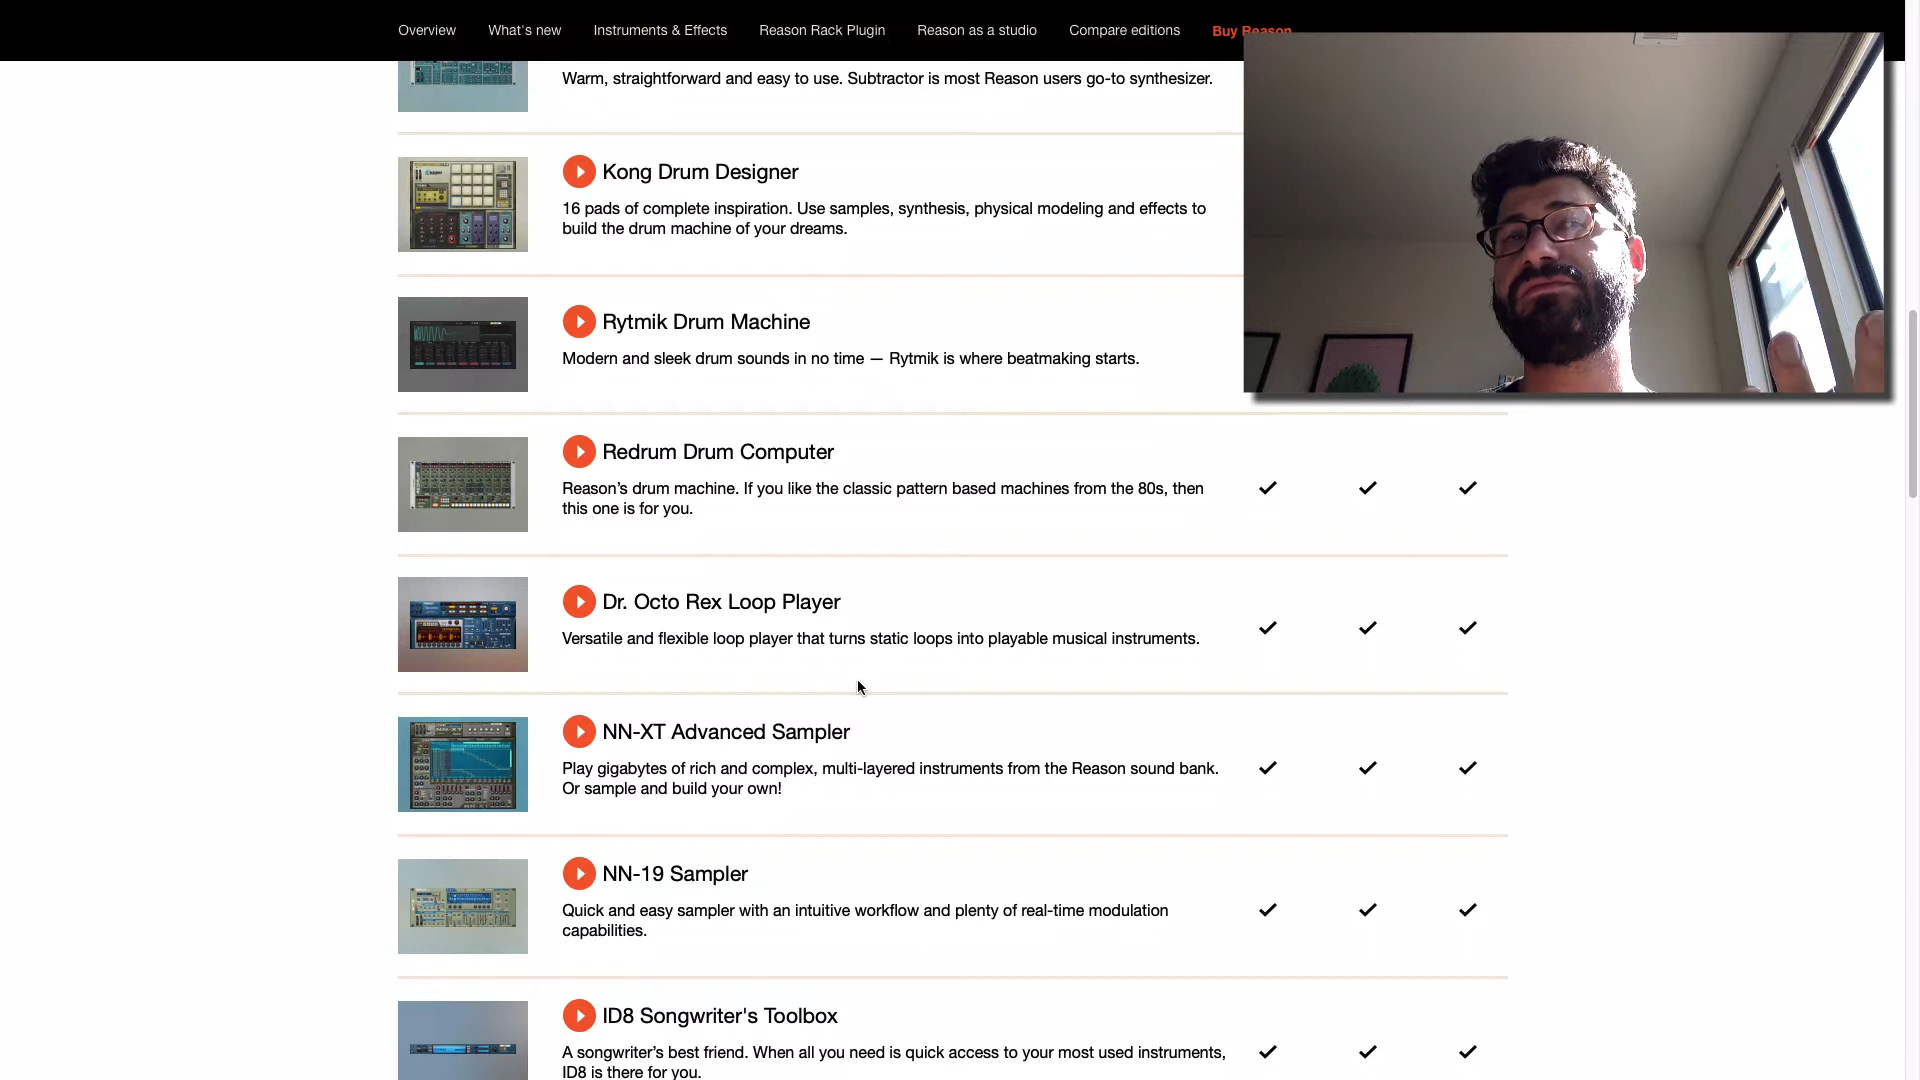 Overview What's new Instruments & Effects Reason Rack Plugin Reason as a studio Compare editions Buy Reason
Warm, straightforward and easy to use. Subtractor is most Reason users go-to synthesizer.
Kong Drum Designer
16 pads of complete inspiration. Use samples, synthesis, physical modeling and effects to
build the drum machine of your dreams.
Rytmik Drum Machine
Modern and sleek drum sounds in no time — Rytmik is where beatmaking starts.
Redrum Drum Computer
Reason’s drum machine. If you like the classic pattern based machines from the 80s, then
this one is for you.
Dr. Octo Rex Loop Player
Versatile and flexible loop player that turns static loops into playable musical instruments.
NN-XT Advanced Sampler
Play gigabytes of rich and complex, multi-layered instruments from the Reason sound bank.
Or sample and build your own!
NN-19 Sampler
Quick and easy sampler with an intuitive workflow and plenty of real-time modulation
capabilities.
ID8 Songwriter's Toolbox
A songwriter’s best friend. When all you need is quick access to your most used instruments,
ID8 is there for you.